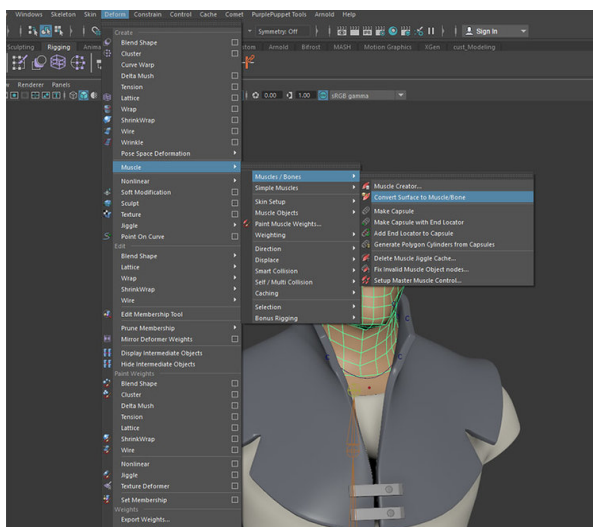 Windows Skeleton Skin Deform Constrain Control Cache Comet PurplePuppet Tools Arnold Help
Symmetry: Off
Sign In
Sculpting Rigging Anima
tom Arnold Bifrost MASH Motion Graphics XGen cust_Modeling
Renderer Panels
0.00 1.00 sRGB gamma
Create
Blend Shape
Cluster
Curve Warp
Delta Mush
Tension
Lattice
Wrap
ShrinkWrap
Wire
Wrinkle
Pose Space Deformation
Muscle
Nonlinear
Soft Modification
Sculpt
Texture
Jiggle
Point On Curve
Edit
Blend Shape
Lattice
Wrap
ShrinkWrap
Wire
Edit Membership Tool
Prune Membership
Mirror Deformer Weights
Display Intermediate Objects
Hide Intermediate Objects
Paint Weights
Blend Shape
Cluster
Delta Mush
Tension
Lattice
ShrinkWrap
Wire
Nonlinear
Jiggle
Texture Deformer
Set Membership
Weights
Export Weights...
Muscles / Bones
Simple Muscles
Skin Setup
Muscle Objects
Paint Muscle Weights...
Weighting
Direction
Displace
Smart Collision
Self / Multi Collision
Caching
Selection
Bonus Rigging
Muscle Creator...
Convert Surface to Muscle/Bone
Make Capsule
Make Capsule with End Locator
Add End Locator to Capsule
Generate Polygon Cylinders from Capsules
Delete Muscle Jiggle Cache...
Fix Invalid Muscle Object nodes...
Setup Master Muscle Control...